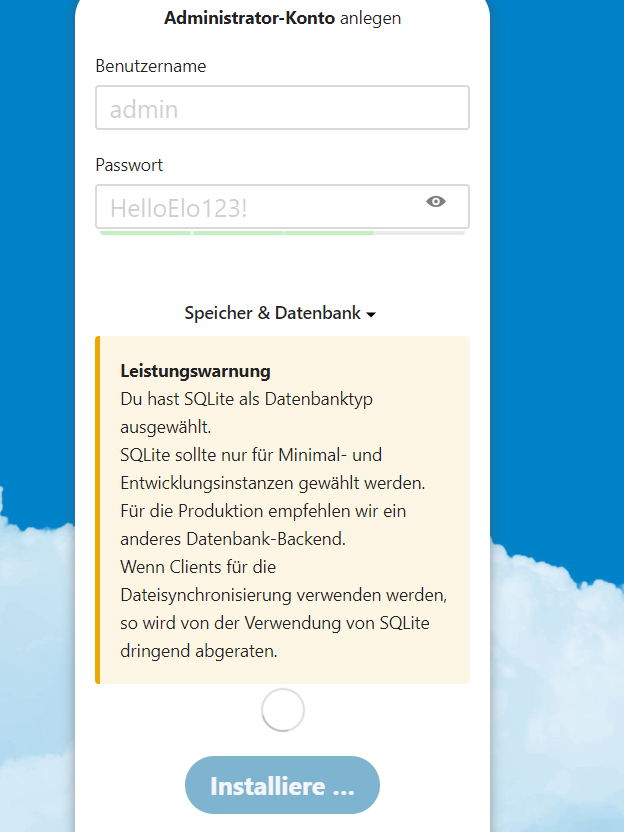 Administrator-Konto anlegen
Benutzername
admin
Passwort
HelloElo123!
Speicher & Datenbank
Leistungswarnung
Du hast SQLite als Datenbanktyp
ausgewählt.
SQLite sollte nur für Minimal- und
Entwicklungsinstanzen gewählt werden.
Für die Produktion empfehlen wir ein
anderes Datenbank-Backend.
Wenn Clients für die
Dateisynchronisierung verwenden werden,
so wird von der Verwendung von SQLite
dringend abgeraten.
Installiere ...